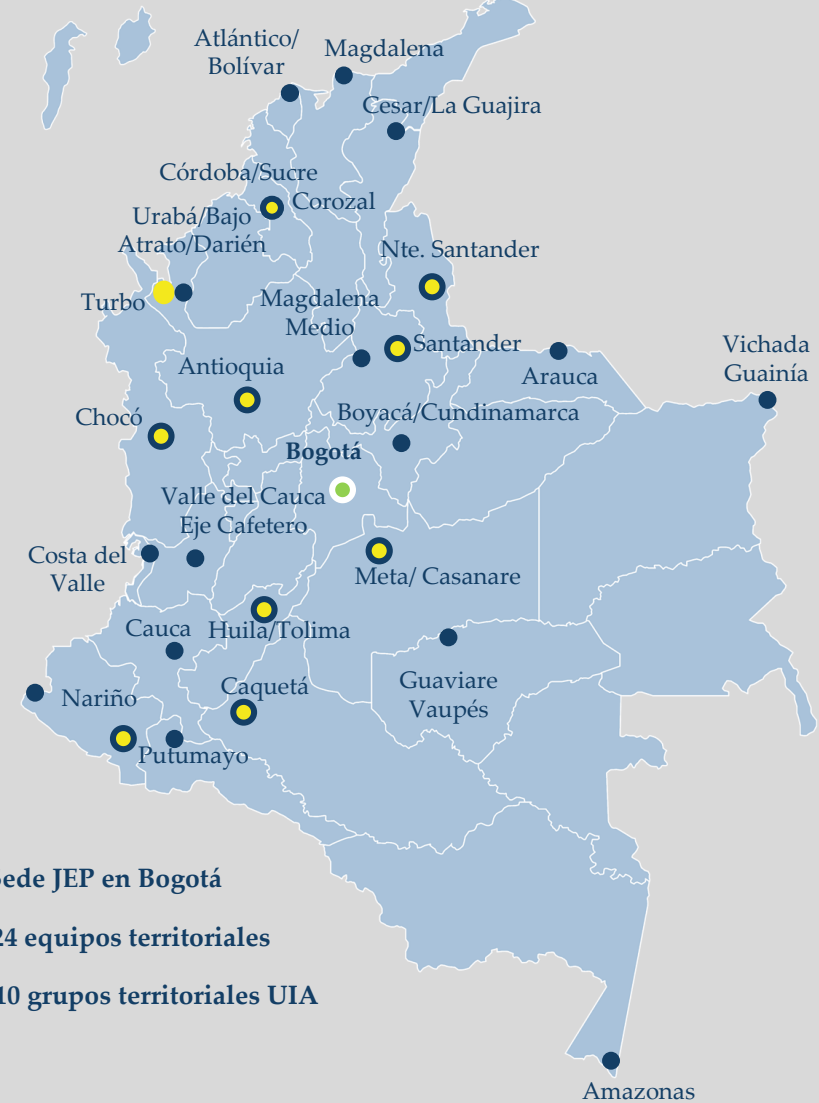 Atlántico/
Bolívar
Magdalena
Cesar/La Guajira
Córdoba/Sucre
Corozal
Urabá/Bajo
Atrato/Darién
Nte. Santander
Turbo
Magdalena
Medio
Santander
Arauca
Vichada
Guainía
Antioquia
Chocó
Boyacá/Cundinamarca
Bogotá
Valle del Cauca
Eje Cafetero
Costa del
Valle
Meta/ Casanare
Cauca
Huila/Tolima
Nariño
Caquetá
Guaviare
Vaupés
Putumayo
Sede JEP en Bogotá
24 equipos territoriales
10 grupos territoriales UIA
Amazonas